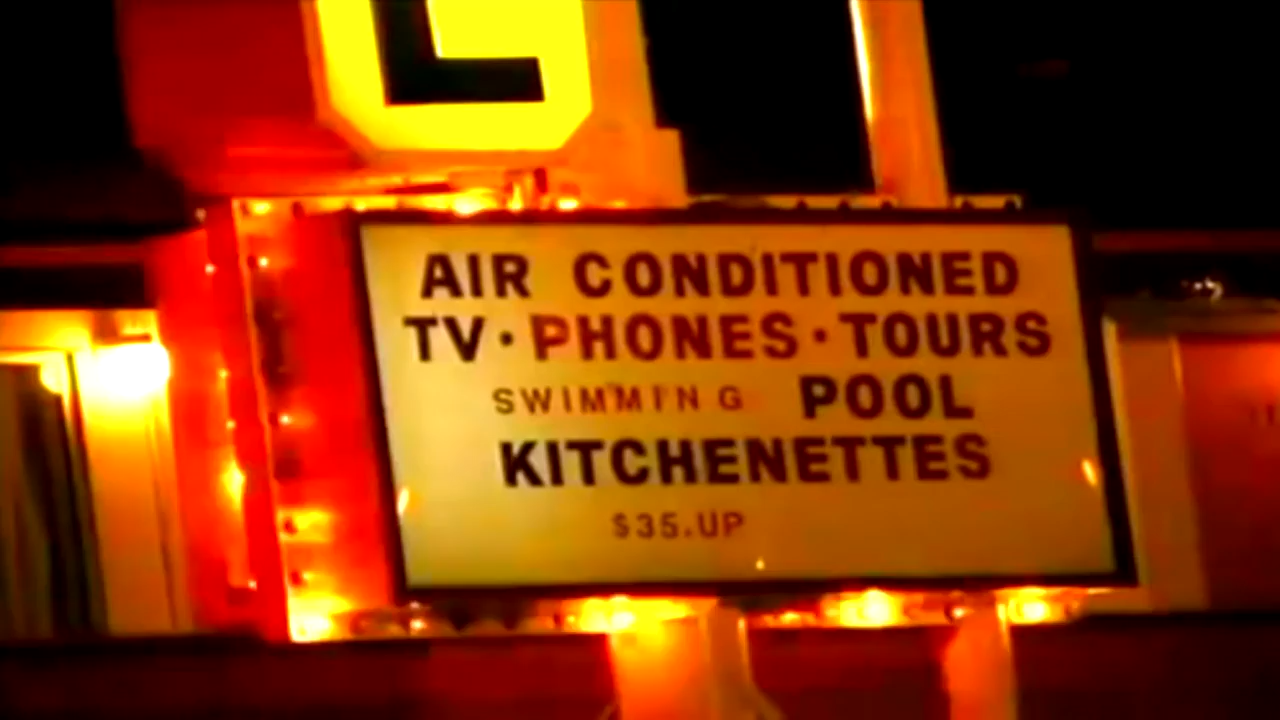 L
AIR CONDITIONED
TV · PHONES · TOURS
SWIMMING POOL
KITCHENETTES
$35.UP